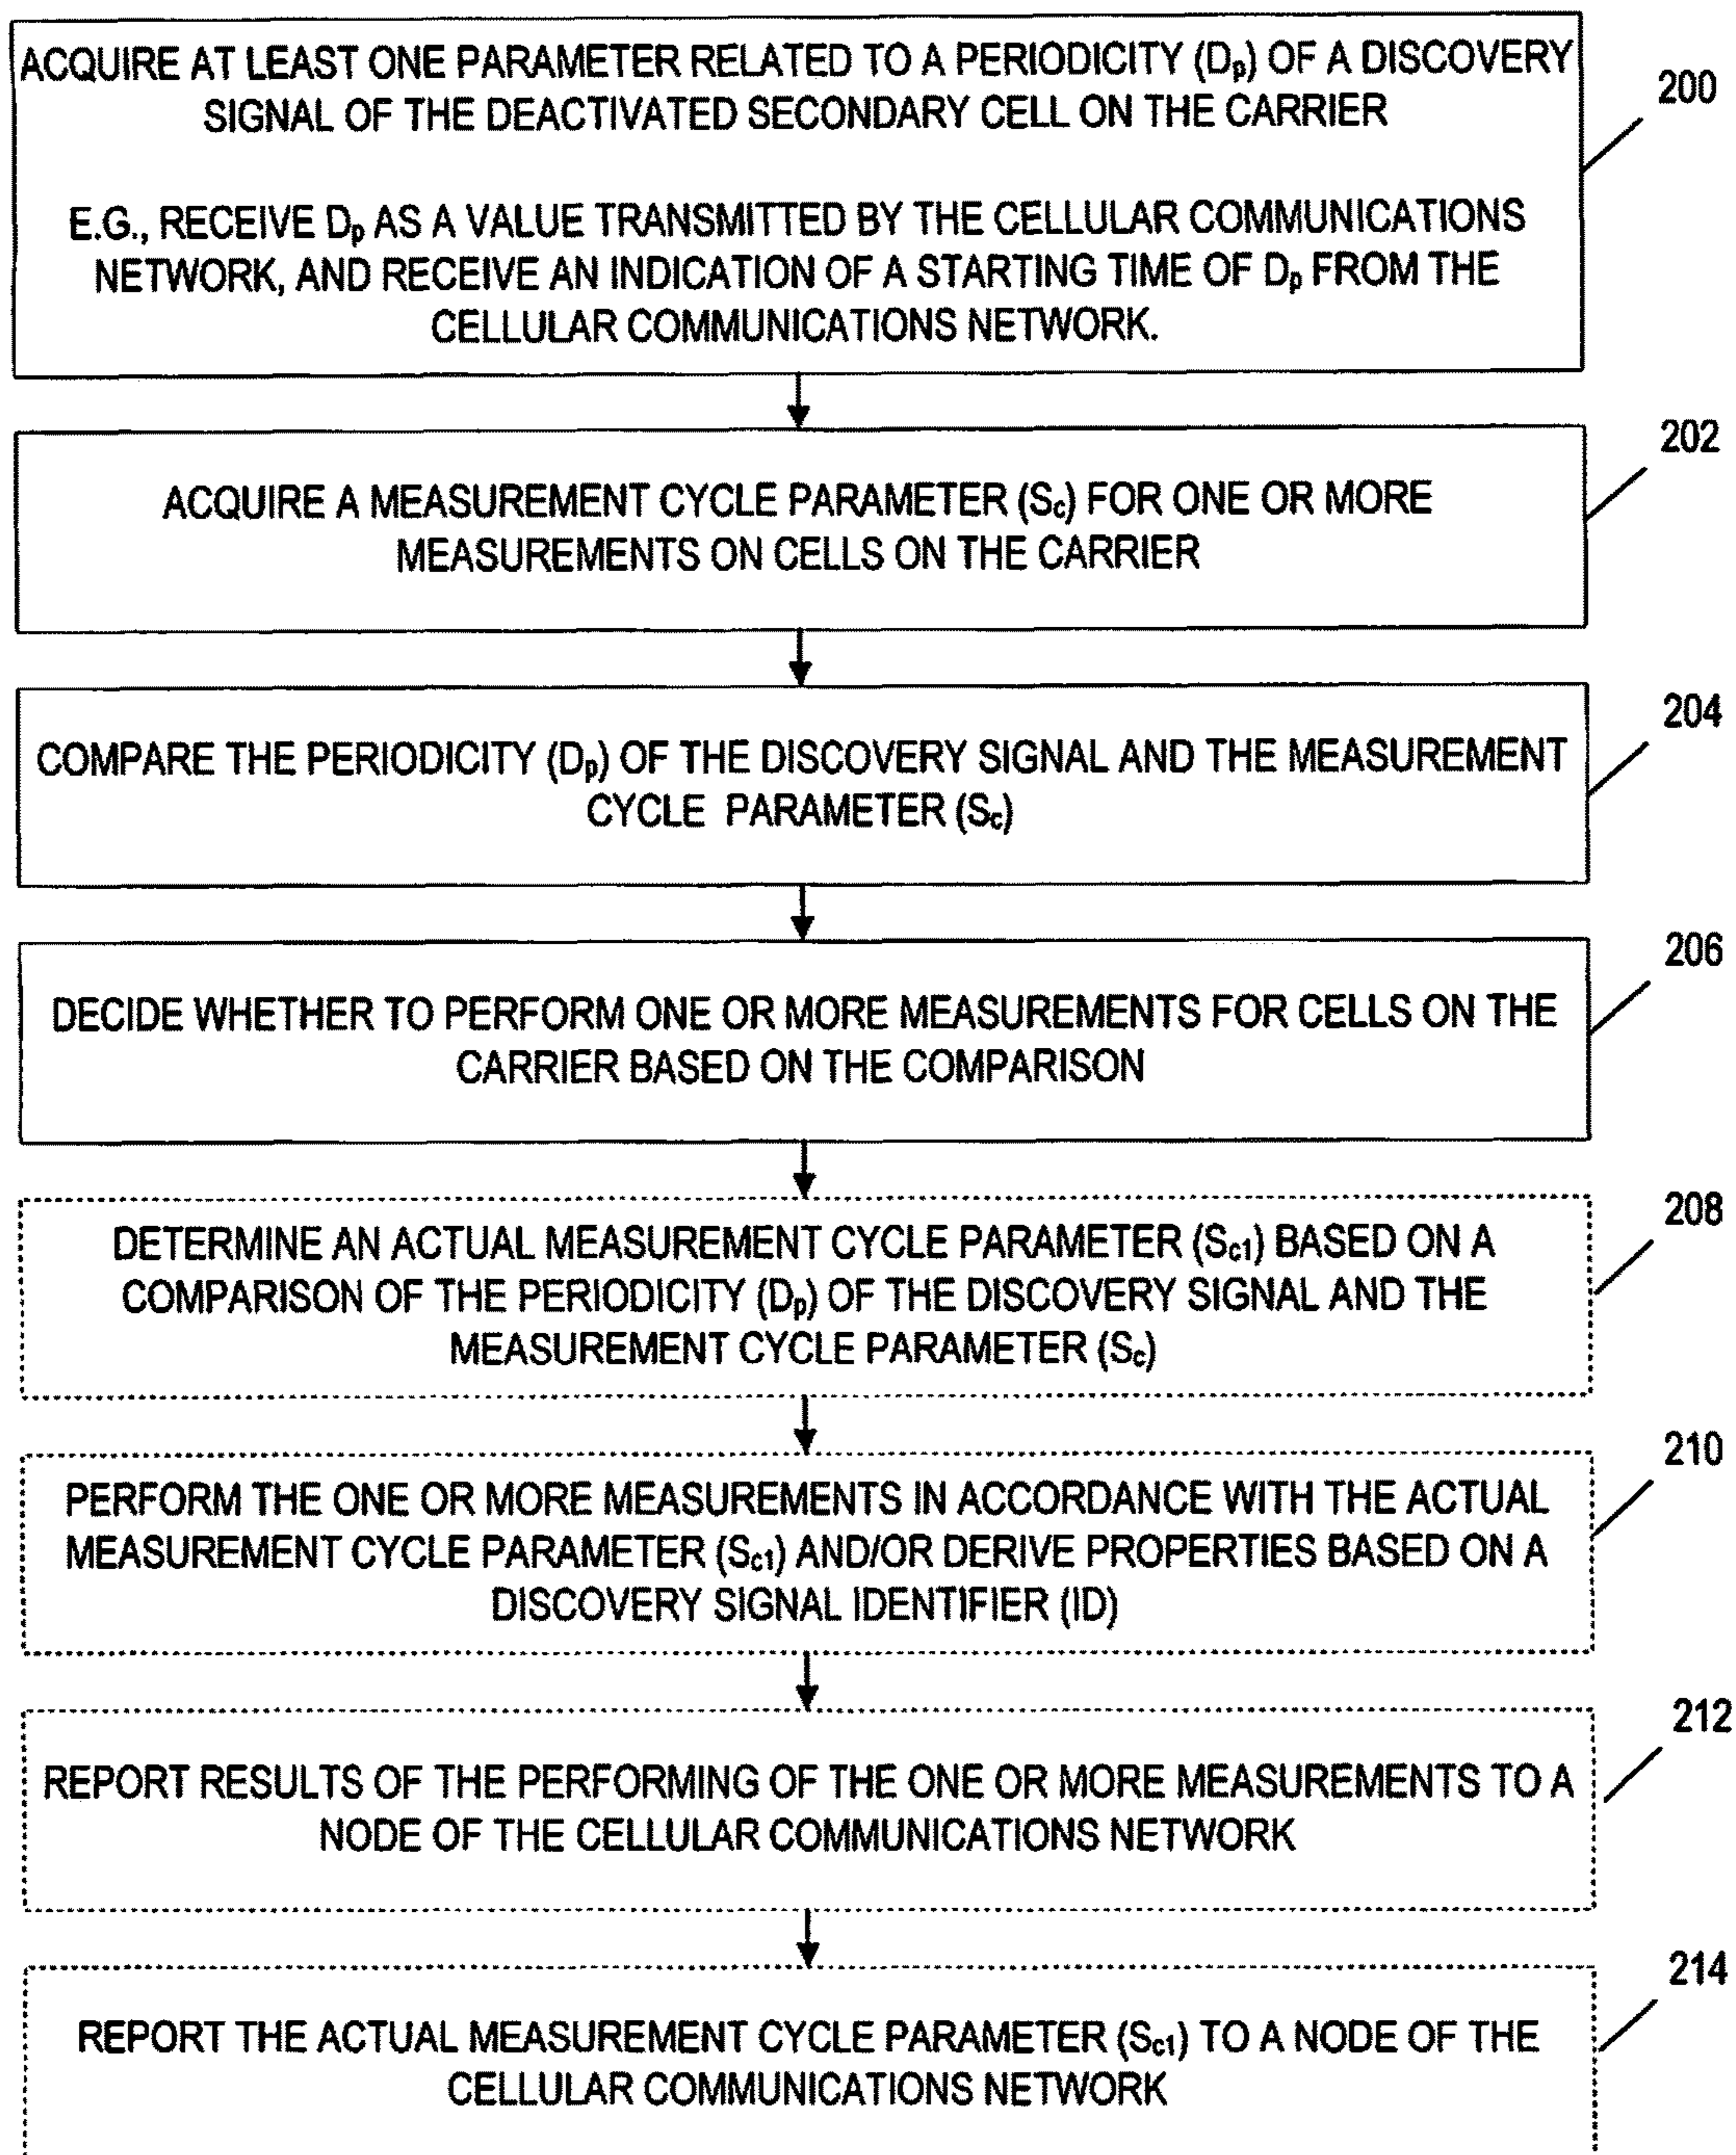 ACQUIRE AT LEAST ONE PARAMETER RELATED TO A PERIODICITY (Dp) OF A DISCOVERY
SIGNAL OF THE DEACTIVATED SECONDARY CELL ON THE CARRIER
E.G., RECEIVE Dp AS A VALUE TRANSMITTED BY THE CELLULAR COMMUNICATIONS
NETWORK, AND RECEIVE AN INDICATION OF A STARTING TIME OF Dp FROM THE
CELLULAR COMMUNICATIONS NETWORK.
200
ACQUIRE A MEASUREMENT CYCLE PARAMETER (Sc) FOR ONE OR MORE
MEASUREMENTS ON CELLS ON THE CARRIER
202
COMPARE THE PERIODICITY (Dp) OF THE DISCOVERY SIGNAL AND THE MEASUREMENT
CYCLE PARAMETER (Sc)
204
DECIDE WHETHER TO PERFORM ONE OR MORE MEASUREMENTS FOR CELLS ON THE
CARRIER BASED ON THE COMPARISON
206
DETERMINE AN ACTUAL MEASUREMENT CYCLE PARAMETER (Sc1) BASED ON A
COMPARISON OF THE PERIODICITY (Dp) OF THE DISCOVERY SIGNAL AND THE
MEASUREMENT CYCLE PARAMETER (Sc)
208
PERFORM THE ONE OR MORE MEASUREMENTS IN ACCORDANCE WITH THE ACTUAL
MEASUREMENT CYCLE PARAMETER (Sc1) AND/OR DERIVE PROPERTIES BASED ON A
DISCOVERY SIGNAL IDENTIFIER (ID)
210
REPORT RESULTS OF THE PERFORMING OF THE ONE OR MORE MEASUREMENTS TO A
NODE OF THE CELLULAR COMMUNICATIONS NETWORK
212
REPORT THE ACTUAL MEASUREMENT CYCLE PARAMETER (Sc1) TO A NODE OF THE
CELLULAR COMMUNICATIONS NETWORK
214